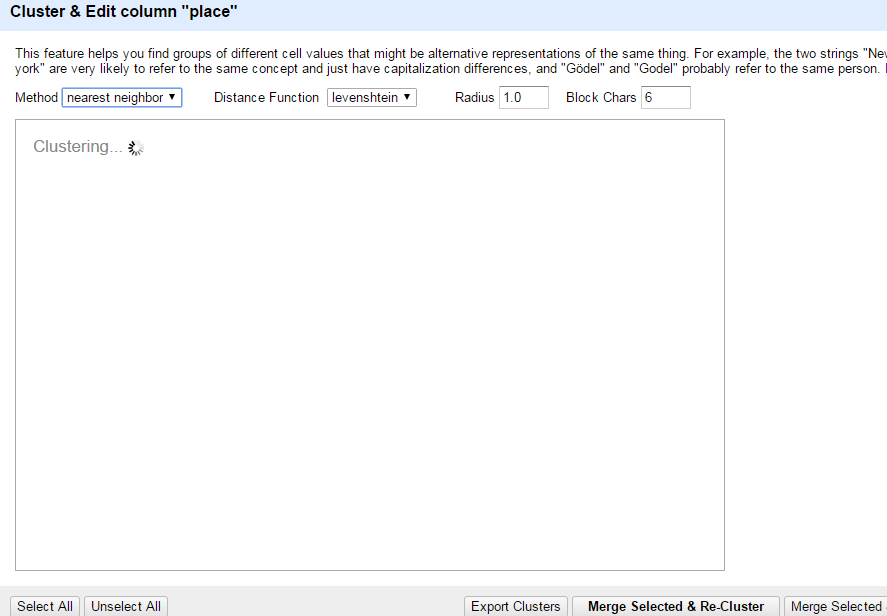 Cluster & Edit column "place"
This feature helps you find groups of different cell values that might be alternative representations of the same thing. For example, the two strings "New
york" are very likely to refer to the same concept and just have capitalization differences, and "Gödel" and "Godel" probably refer to the same person.
Method nearest neighbor ▼ Distance Function levenshtein ▼ Radius 1.0 Block Chars 6
Clustering...
Select All Unselect All Export Clusters Merge Selected & Re-Cluster Merge Selected